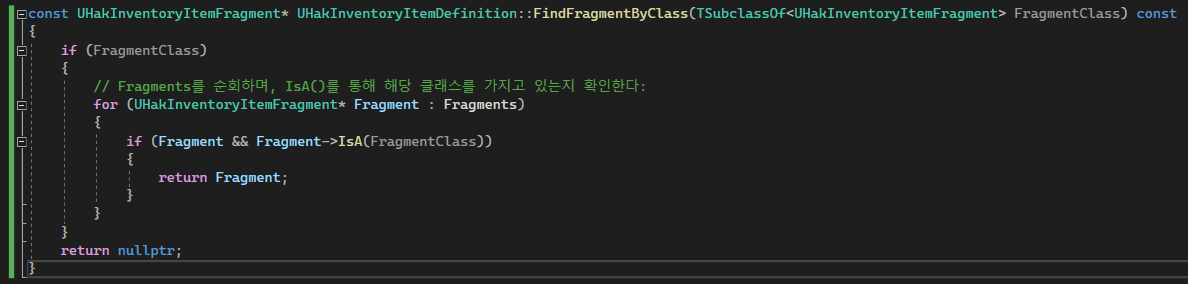 const UHakInventoryItemFragment* UHakInventoryItemDefinition::FindFragmentByClass(TSubclassOf<UHakInventoryItemFragment> FragmentClass) const
{
if (FragmentClass)
{
// Fragments를 순회하며, IsA()를 통해 해당 클래스를 가지고 있는지 확인한다:
for (UHakInventoryItemFragment* Fragment : Fragments)
{
if (Fragment && Fragment->IsA(FragmentClass))
{
return Fragment;
}
}
}
return nullptr;
}